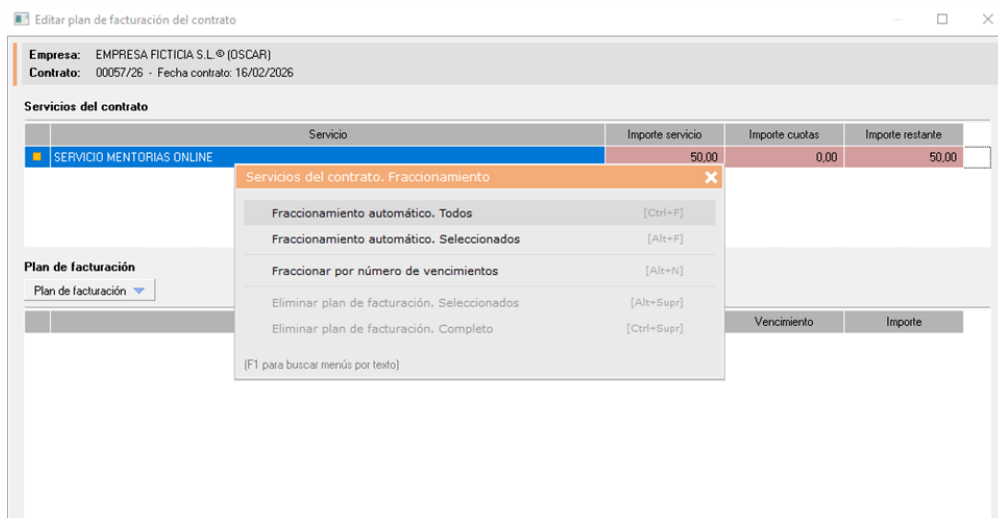 Editar plan de facturación del contrato
Empresa: EMPRESA FICTICIA S.L.© (OSCAR)
Contrato: 00057/26 - Fecha contrato: 16/02/2026
Servicios del contrato
Servicio Importe servicio Importe cuotas Importe restante
SERVICIO MENTORIAS ONLINE 50,00 0,00 50,00
Servicios del contrato. Fraccionamiento
Fraccionamiento automático. Todos [Ctrl+F]
Fraccionamiento automático. Seleccionados [Alt+F]
Fraccionar por número de vencimientos [Alt+N]
Eliminar plan de facturación. Seleccionados [Alt+Supr]
Eliminar plan de facturación. Completo [Ctrl+Supr]
(F1 para buscar menús por texto)
Plan de facturación
Plan de facturación
Vencimiento Importe